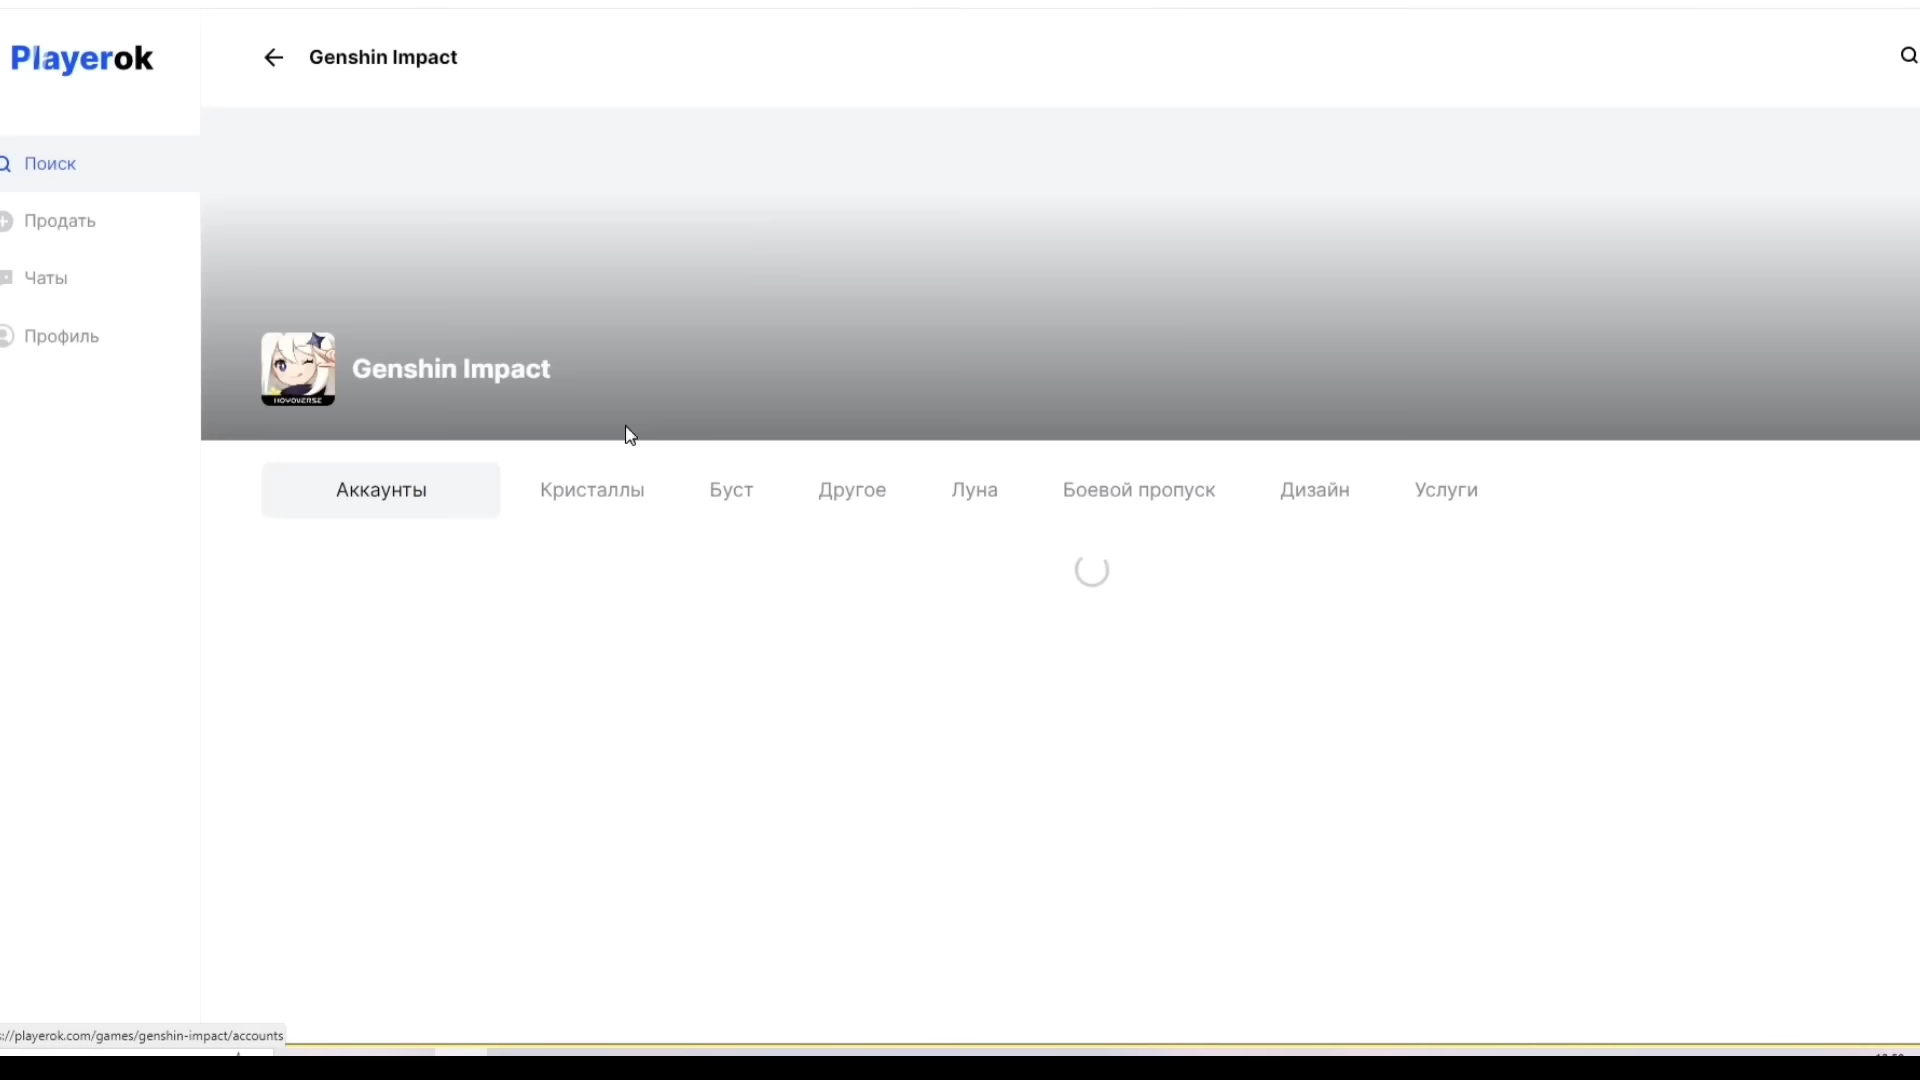 Playerok
Genshin Impact
Поиск
Продать
Чаты
Профиль
HOYOVERSE
Genshin Impact
Аккаунты
Кристаллы
Буст
Другое
Луна
Боевой пропуск
Дизайн
Услуги
://playerok.com/games/genshin-impact/accounts